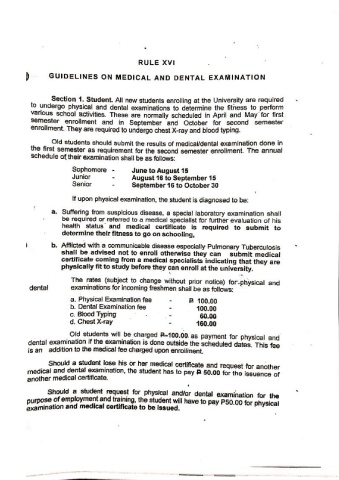 RULE XVI
GUIDELINES ON MEDICAL AND DENTAL EXAMINATION
Section 1. Student. All new students enrolling at the University are required
to undergo physical and dental examinations to determine the fitness to perform
various school activities. These are normally scheduled in April and May for first
semester enrollment and in September and October for second semester
enrollment. They are required to undergo chest X-ray and blood typing.
Old students should submit the results of medical/dental examination done in
the first semester as requirement for the second semester enrollment. The annual
schedule of their examination shall be as follows:
Sophomore - June to August 15
Junior - August 16 to September 15
Senior - September 16 to October 30
If upon physical examination, the student is diagnosed to be:
a. Suffering from suspicious disease, a special laboratory examination shall
be required or referred to a medical specialist for further evaluation of his
health status and medical certificate is required to submit to
determine their fitness to go on schooling,
b. Afflicted with a communicable disease especially Pulmonary Tuberculosis
shall be advised not to enroll otherwise they can submit medical
certificate coming from a medical specialists indicating that they are
physically fit to study before they can enroll at the university.
The rates (subject to change without prior notice) for physical and
dental examinations for incoming freshmen shall be as follows:
a. Physical Examination fee - ₱ 100.00
b. Dental Examination fee - 100.00
c. Blood Typing - 60.00
d. Chest X-ray - 160.00
Old students will be charged ₱ 100.00 as payment for physical and
dental examination if the examination is done outside the scheduled dates. This fee
is an addition to the medical fee charged upon enrollment.
Should a student lose his or her medical certificate and request for another
medical and dental examination, the student has to pay ₱ 50.00 for the issuance of
another medical certificate.
Should a student request for physical and/or dental examination for the
purpose of employment and training, the student will have to pay P50.00 for physical
examination and medical certificate to be issued.